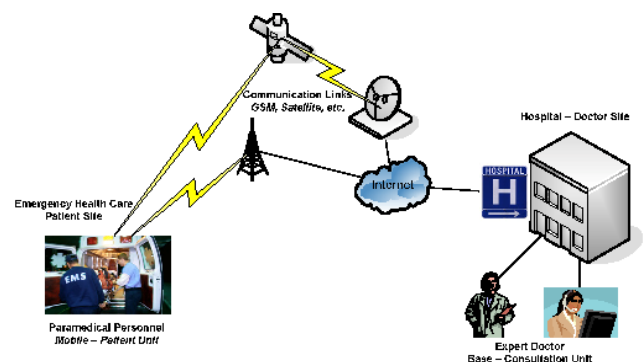 Communication Links
GSM, Satellite, etc.
Hospital – Doctor Site
Internet
HOSPITAL
H
Emergency Health Care
Patient Site
EMS
Paramedical Personnel
Mobile – Patient Unit
Expert Doctor
Base – Consultation Unit